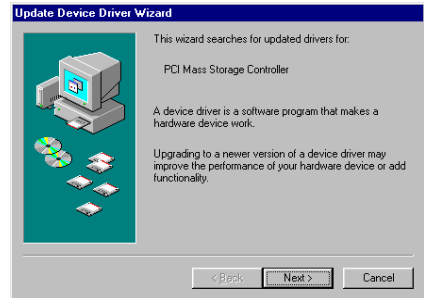 Update Device Driver Wizard
This wizard searches for updated drivers for:
PCI Mass Storage Controller
A device driver is a software program that makes a
hardware device work.
Upgrading to a newer version of a device driver may
improve the performance of your hardware device or add
functionality.
< Back
Next >
Cancel